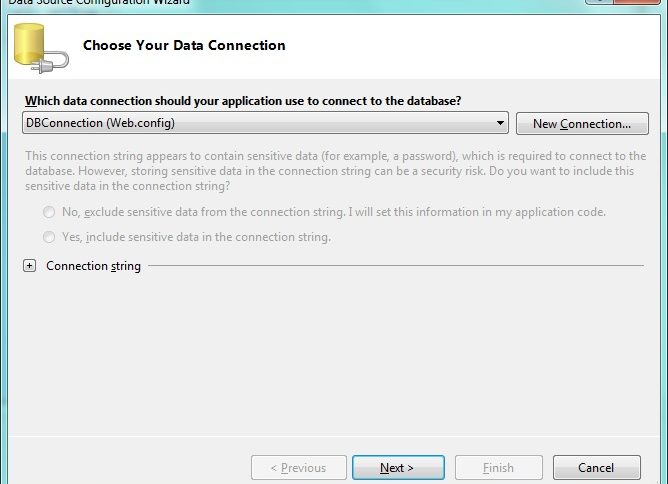 Data Source Configuration Wizard
Choose Your Data Connection
Which data connection should your application use to connect to the database?
DBConnection (Web.config)
New Connection...
This connection string appears to contain sensitive data (for example, a password), which is required to connect to the
database. However, storing sensitive data in the connection string can be a security risk. Do you want to include this
sensitive data in the connection string?
No, exclude sensitive data from the connection string. I will set this information in my application code.
Yes, include sensitive data in the connection string.
Connection string
< Previous
Next >
Finish
Cancel